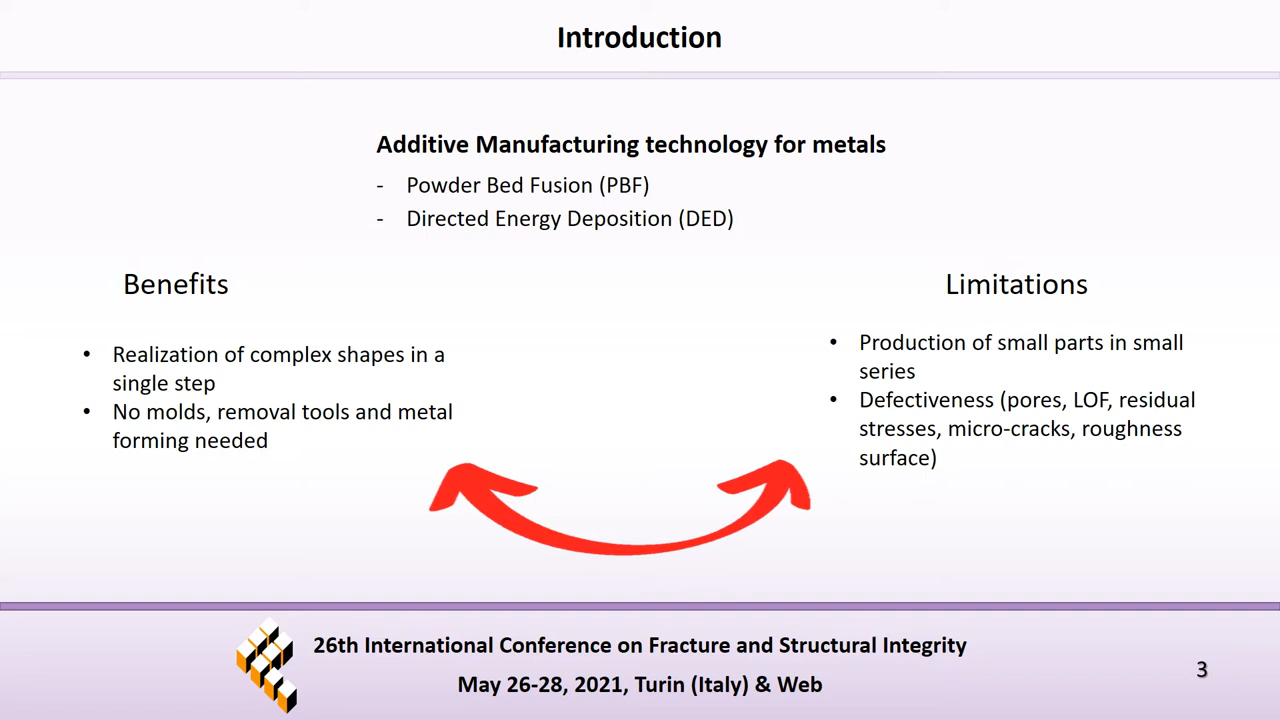 Introduction
Additive Manufacturing technology for metals
- Powder Bed Fusion (PBF)
- Directed Energy Deposition (DED)
Benefits
• Realization of complex shapes in a
single step
• No molds, removal tools and metal
forming needed
Limitations
• Production of small parts in small
series
• Defectiveness (pores, LOF, residual
stresses, micro-cracks, roughness
surface)
26th International Conference on Fracture and Structural Integrity
May 26-28, 2021, Turin (Italy) & Web
3